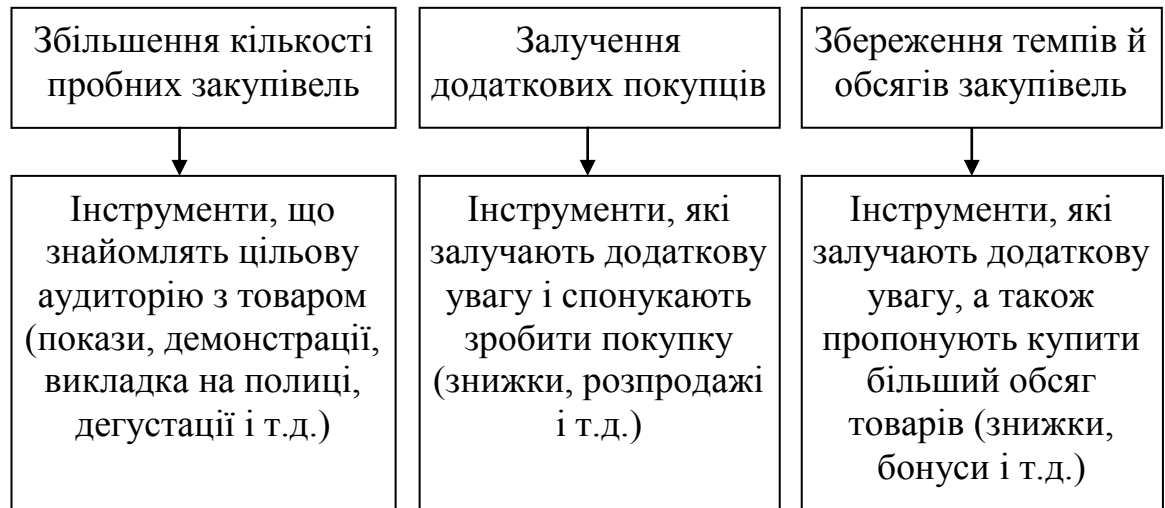 Збільшення кількості
пробних закупівель
Залучення
додаткових покупців
Збереження темпів й
обсягів закупівель
Інструменти, що
знайомлять цільову
аудиторію з товаром
(покази, демонстрації,
викладка на полиці,
дегустації і т.д.)
Інструменти, які
залучають додаткову
увагу і спонукають
зробити покупку
(знижки, розпродажі
і т.д.)
Інструменти, які
залучають додаткову
увагу, а також
пропонують купити
більший обсяг
товарів (знижки,
бонуси і т.д.)